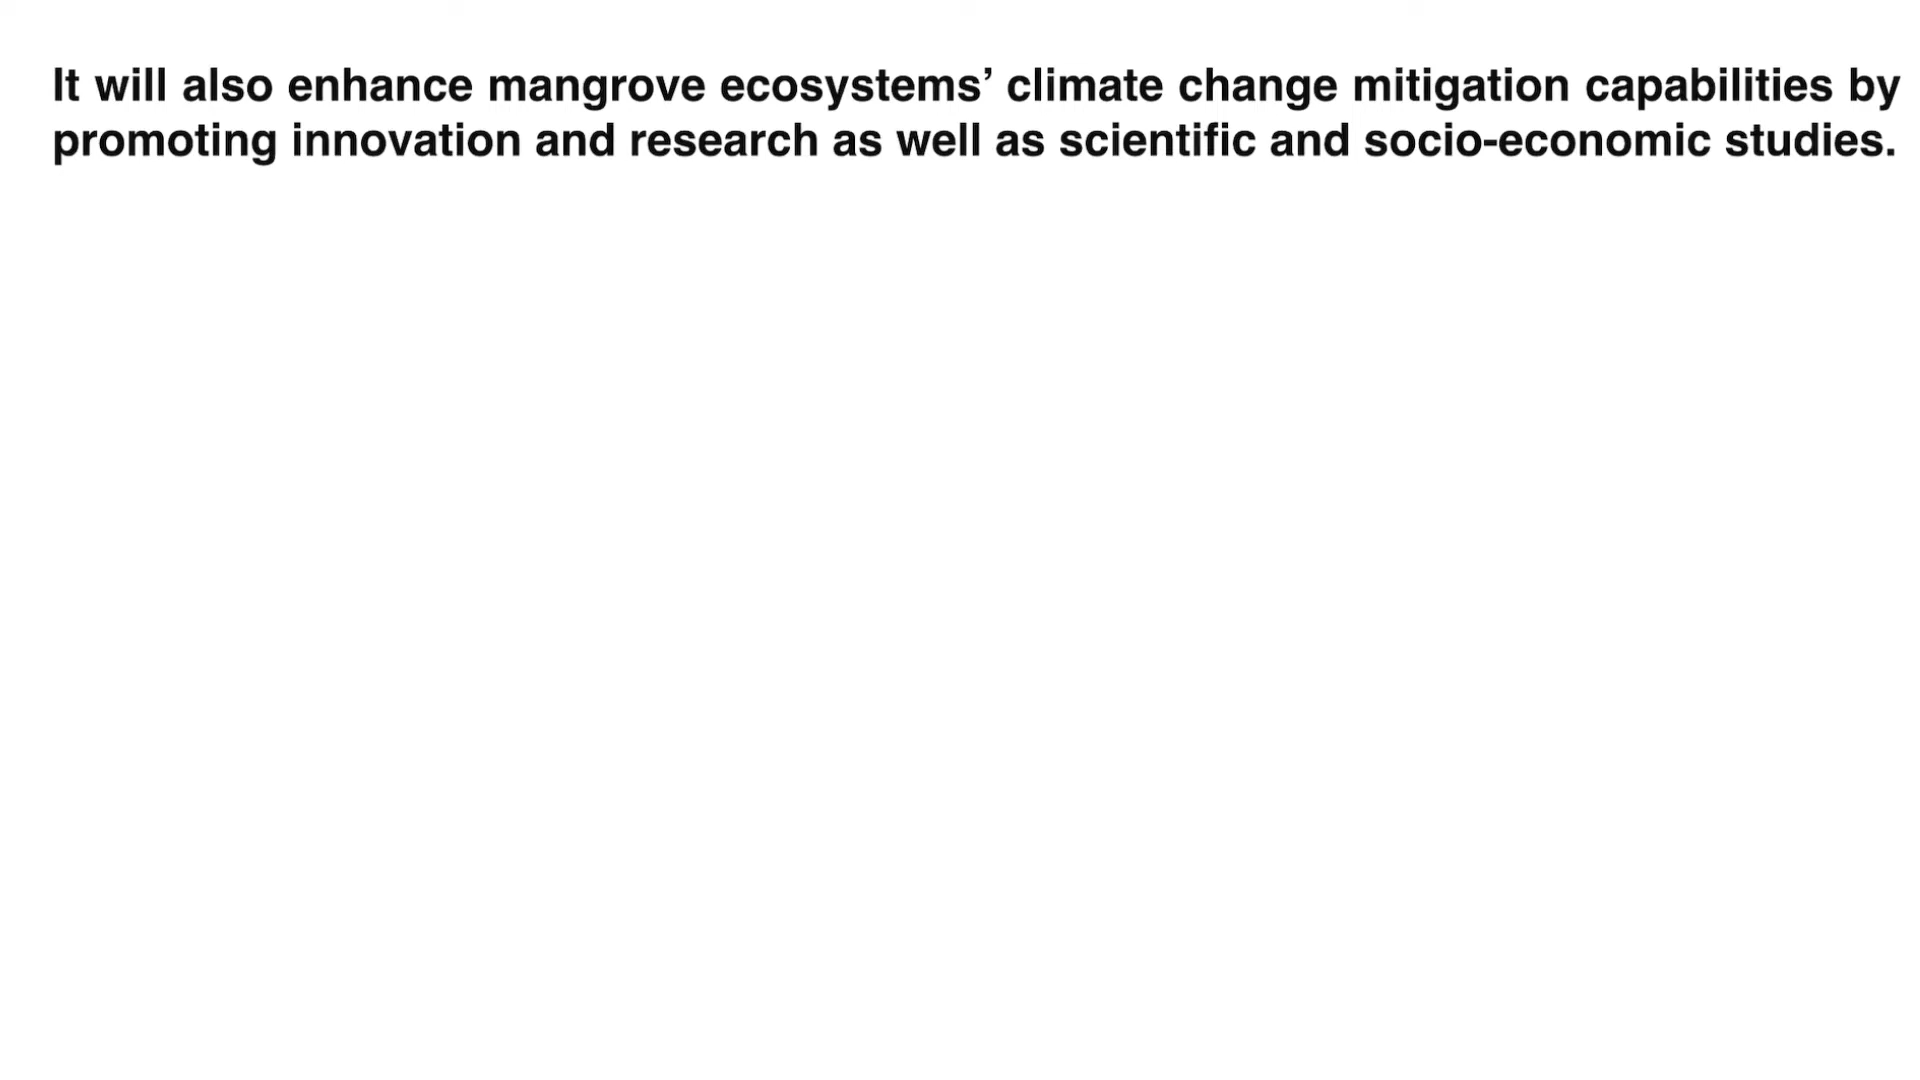 It will also enhance mangrove ecosystems’ climate change mitigation capabilities by
promoting innovation and research as well as scientific and socio-economic studies.